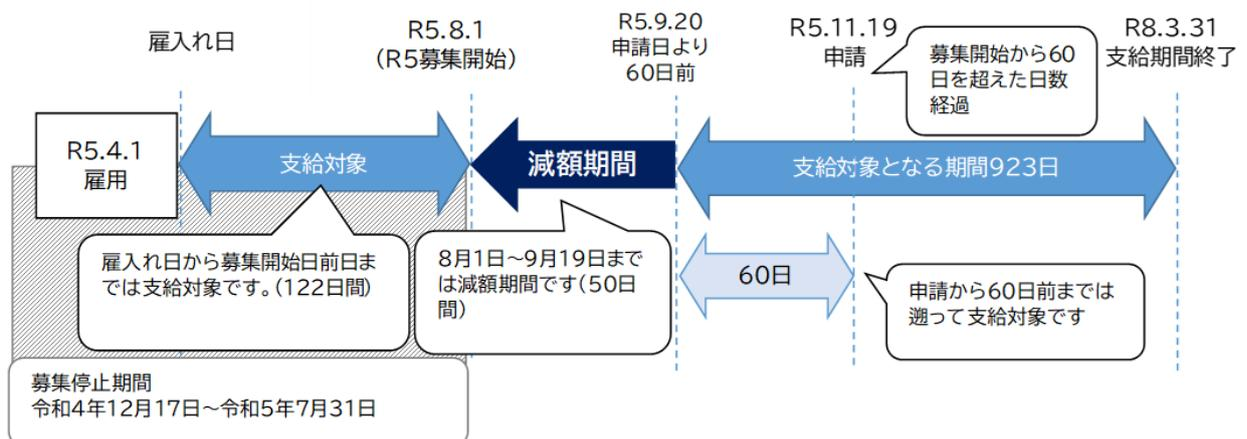 雇入れ日
R5.8.1
（R5募集開始）
R5.9.20
申請日より
60日前
R5.11.19
申請
募集開始から60
日を超えた日数
経過
R8.3.31
支給期間終了
R5.4.1
雇用
支給対象
減額期間
支給対象となる期間923日
雇入れ日から募集開始日前日ま
では支給対象です。（122日間）
8月1日～9月19日まで
は減額期間です（50日
間）
60日
申請から60日前までは
遡って支給対象です
募集停止期間
令和4年12月17日～令和5年7月31日